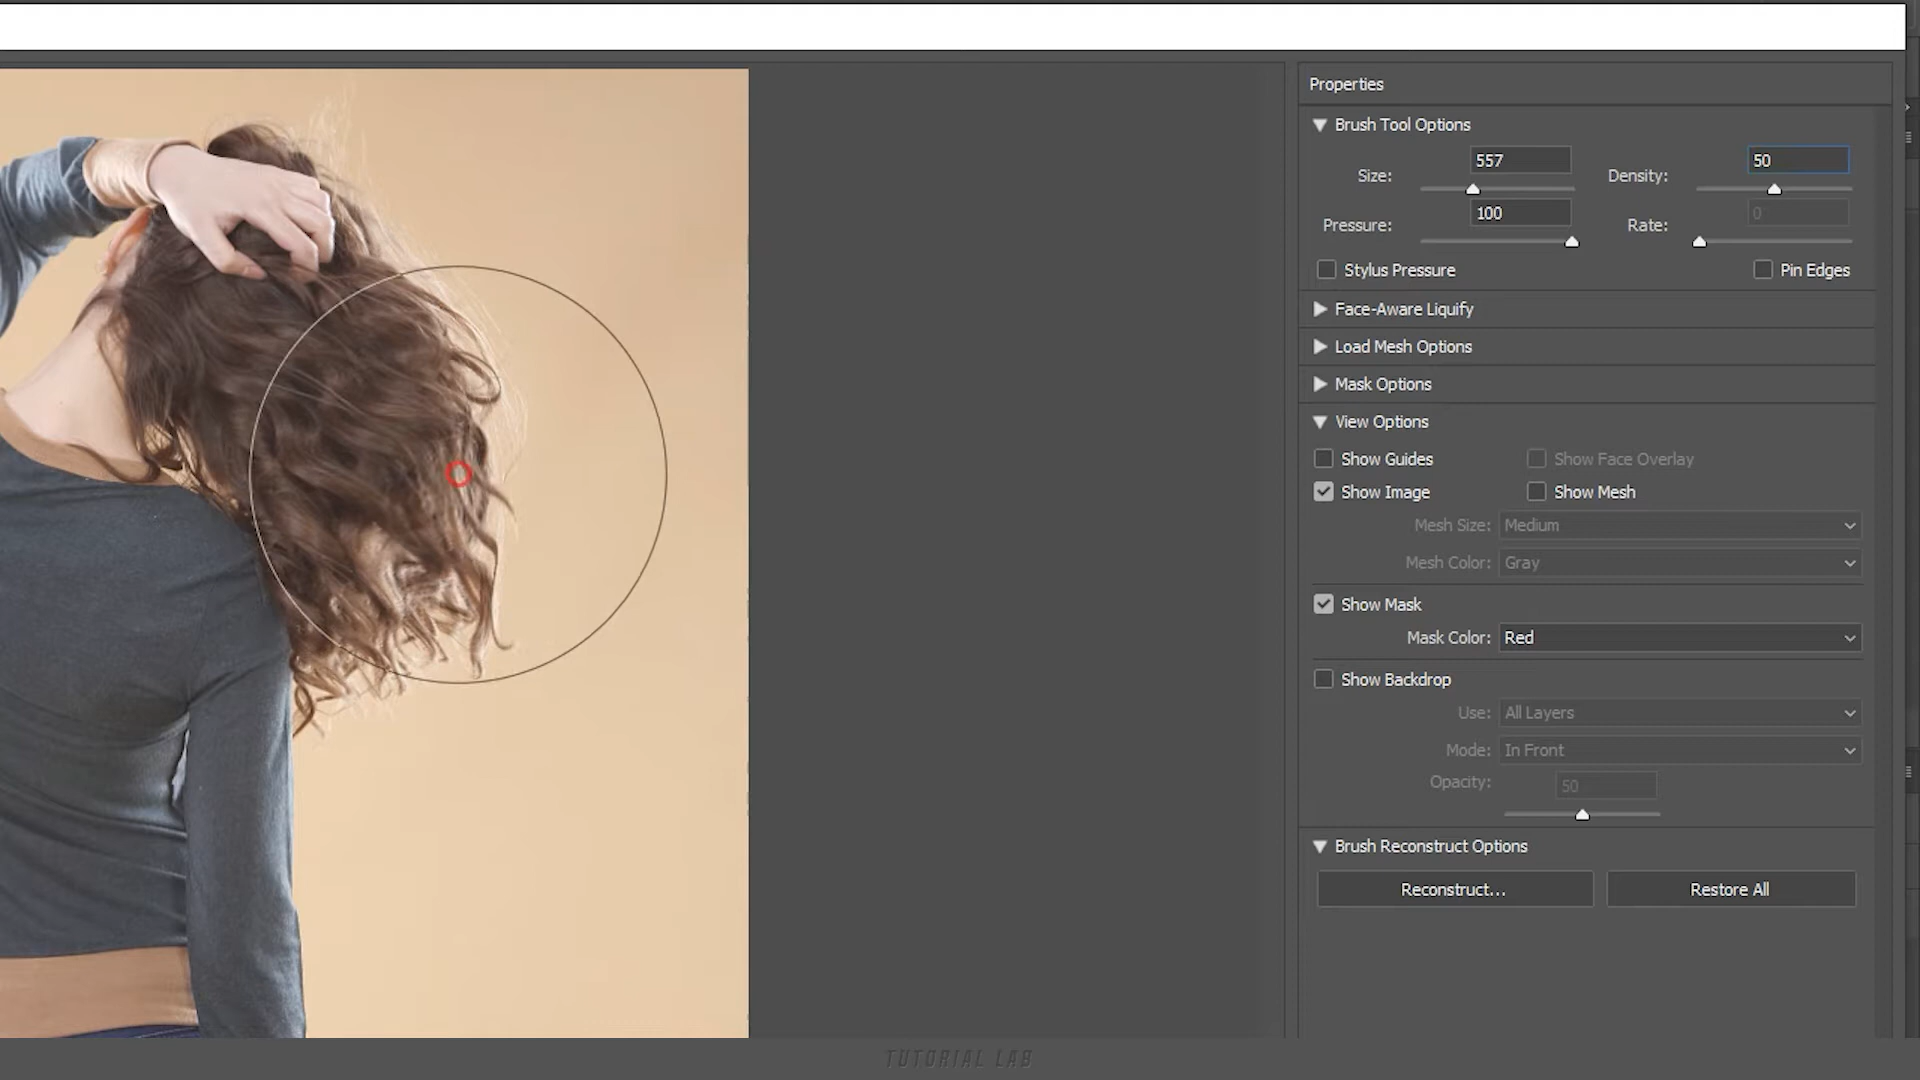 Properties
Brush Tool Options
Size: 557 Density: 50
Pressure: 100 Rate: 0
Stylus Pressure Pin Edges
Face-Aware Liquify
Load Mesh Options
Mask Options
View Options
Show Guides Show Face Overlay
Show Image Show Mesh
Mesh Size: Medium
Mesh Color: Gray
Show Mask
Mask Color: Red
Show Backdrop
Use: All Layers
Mode: In Front
Opacity: 50
Brush Reconstruct Options
Reconstruct... Restore All
TUTORIAL LAB